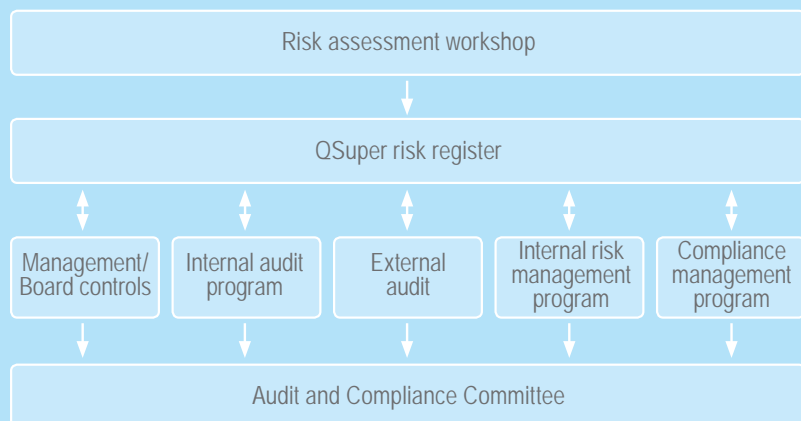 Risk assessment workshop
QSuper risk register
Management/
Board controls
Internal audit
program
External
audit
Internal risk
management
program
Compliance
management
program
Audit and Compliance Committee